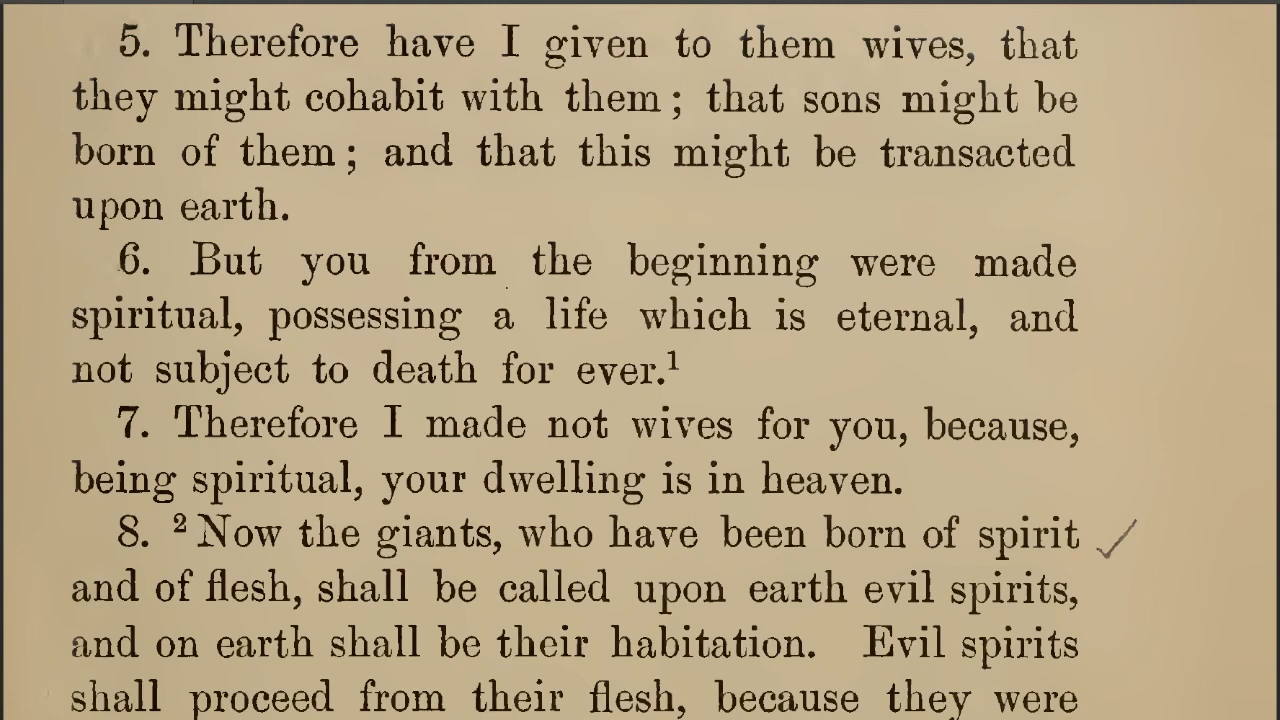 5. Therefore have I given to them wives, that
they might cohabit with them ; that sons might be
born of them ; and that this might be transacted
upon earth.
6. But you from the beginning were made
spiritual, possessing a life which is eternal, and
not subject to death for ever.¹
7. Therefore I made not wives for you, because,
being spiritual, your dwelling is in heaven.
8. ² Now the giants, who have been born of spirit
and of flesh, shall be called upon earth evil spirits,
and on earth shall be their habitation. Evil spirits
shall proceed from their flesh, because they were